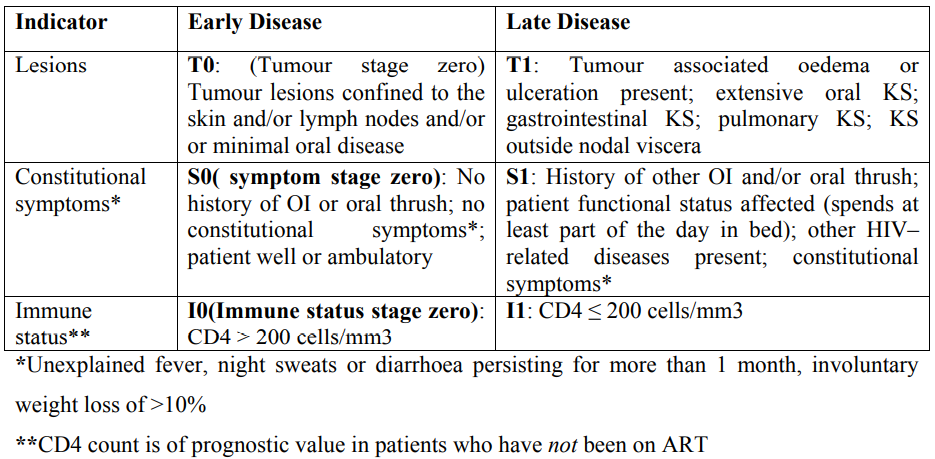 Indicator
Early Disease
Late Disease
Lesions
T0: (Tumour stage zero)
Tumour lesions confined to the
skin and/or lymph nodes and/or
or minimal oral disease
T1: Tumour associated oedema or
ulceration present; extensive oral KS;
gastrointestinal KS; pulmonary KS; KS
outside nodal viscera
Constitutional
symptoms*
S0( symptom stage zero): No
history of OI or oral thrush; no
constitutional symptoms*;
patient well or ambulatory
S1: History of other OI and/or oral thrush;
patient functional status affected (spends at
least part of the day in bed); other HIV–
related diseases present; constitutional
symptoms*
Immune
status**
I0(Immune status stage zero):
CD4 > 200 cells/mm3
I1: CD4 ≤ 200 cells/mm3
*Unexplained fever, night sweats or diarrhoea persisting for more than 1 month, involuntary
weight loss of >10%
**CD4 count is of prognostic value in patients who have not been on ART